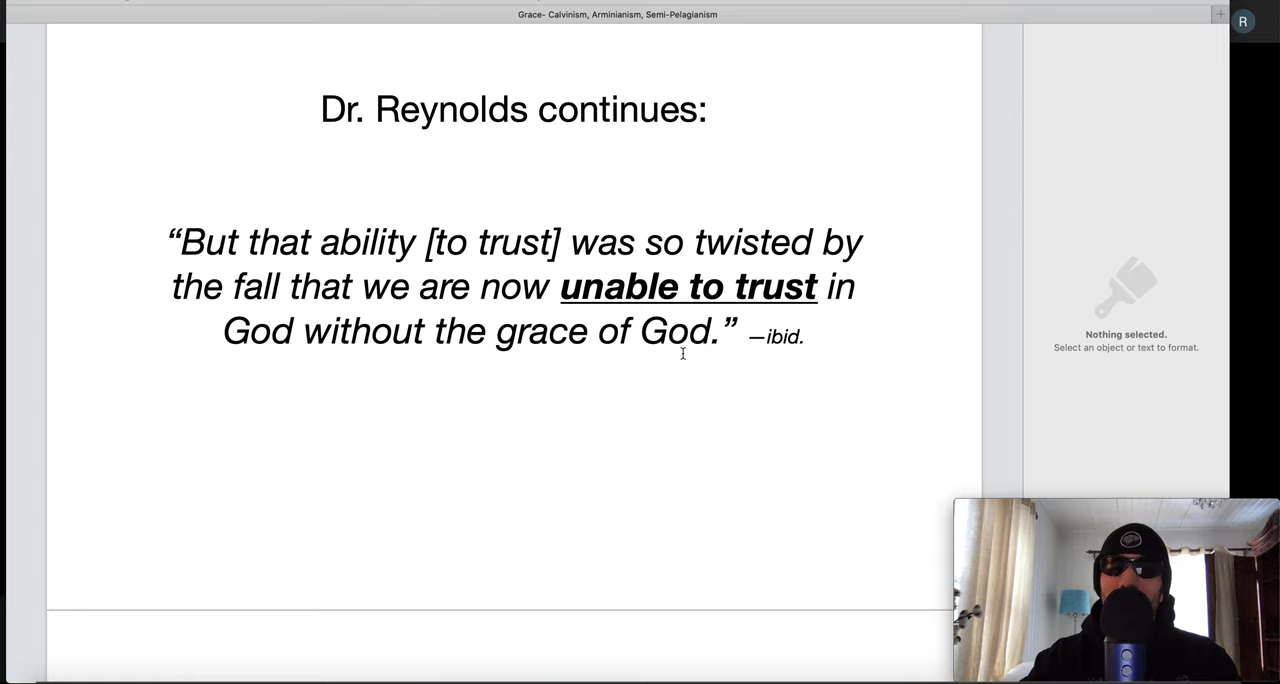 Grace- Calvinism, Arminianism, Semi-Pelagianism
R
Dr. Reynolds continues:
“But that ability [to trust] was so twisted by
the fall that we are now unable to trust in
God without the grace of God.” —ibid.
Nothing selected.
Select an object or text to format.